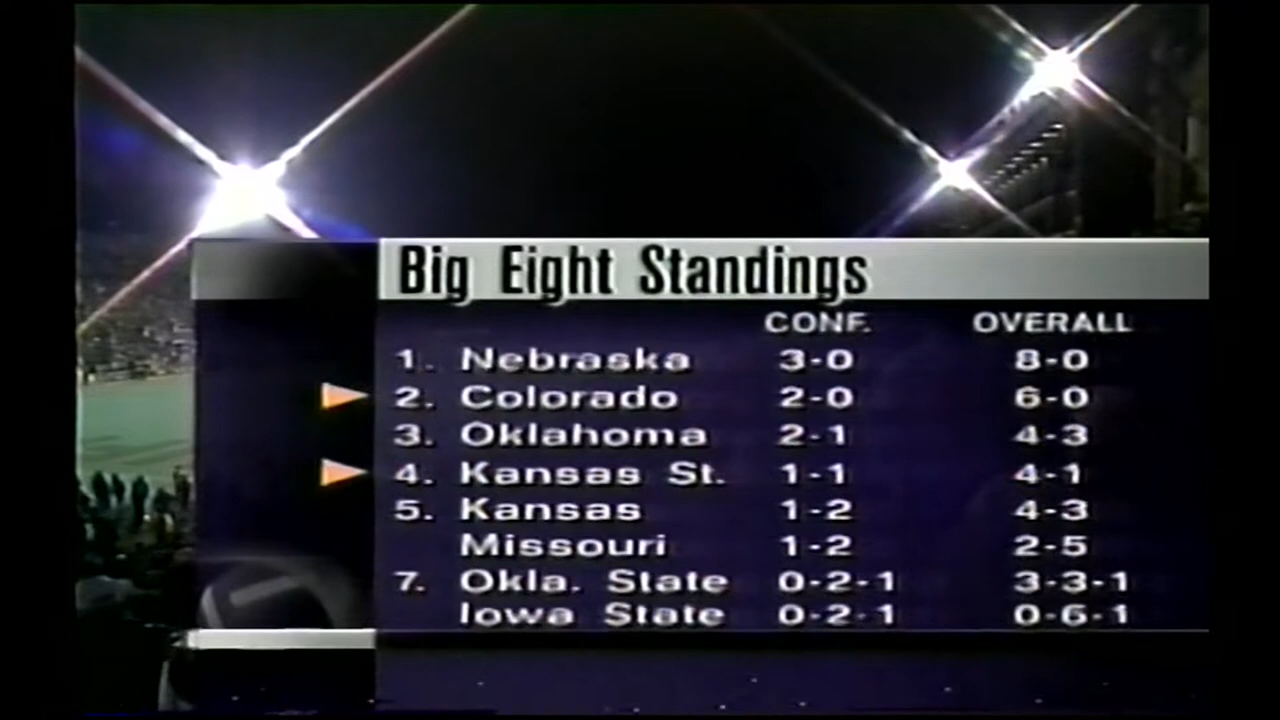 Big Eight Standings
CONF. OVERALL
1. Nebraska 3-0 8-0
2. Colorado 2-0 6-0
3. Oklahoma 2-1 4-3
4. Kansas St. 1-1 4-1
5. Kansas 1-2 4-3
Missouri 1-2 2-5
7. Okla. State 0-2-1 3-3-1
Iowa State 0-2-1 0-6-1